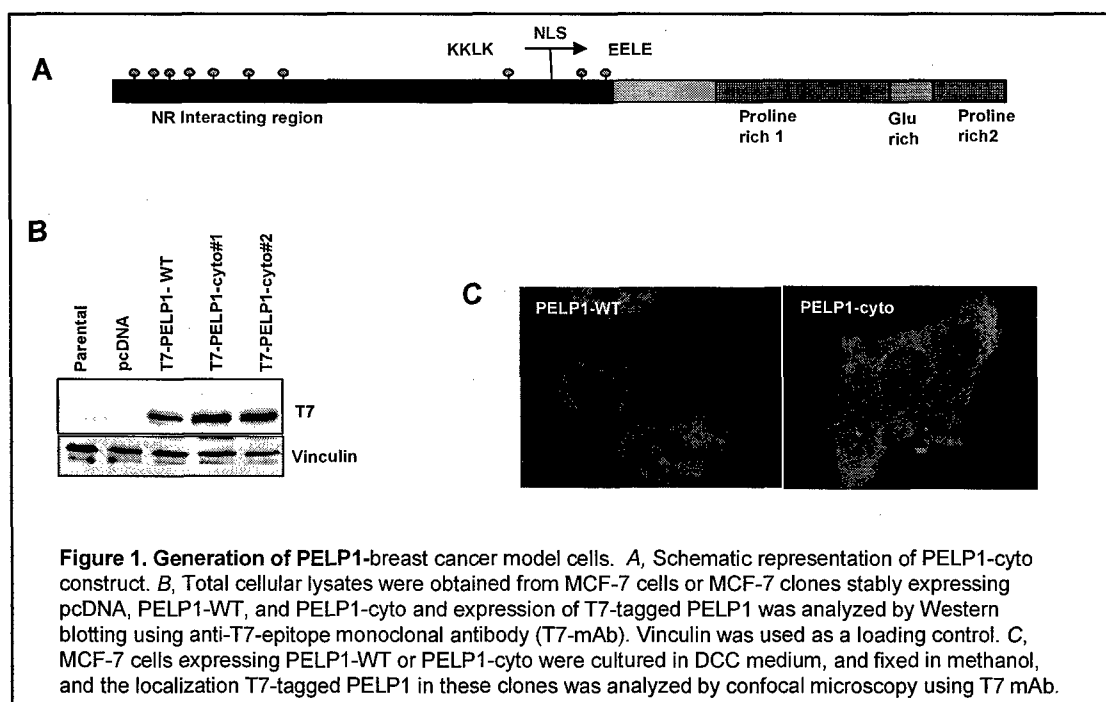 A
KKLK
NLS
EELE
NR Interacting region
Proline
rich 1
Glu
rich
Proline
rich2
B
Parental
pcDNA
T7-PELP1- WT
T7-PELP1-cyto#1
T7-PELP1-cyto#2
T7
Vinculin
C
PELP1-WT
PELP1-cyto
Figure 1. Generation of PELP1-breast cancer model cells. A, Schematic representation of PELP1-cyto
construct. B, Total cellular lysates were obtained from MCF-7 cells or MCF-7 clones stably expressing
pcDNA, PELP1-WT, and PELP1-cyto and expression of T7-tagged PELP1 was analyzed by Western
blotting using anti-T7-epitope monoclonal antibody (T7-mAb). Vinculin was used as a loading control. C,
MCF-7 cells expressing PELP1-WT or PELP1-cyto were cultured in DCC medium, and fixed in methanol,
and the localization T7-tagged PELP1 in these clones was analyzed by confocal microscopy using T7 mAb.